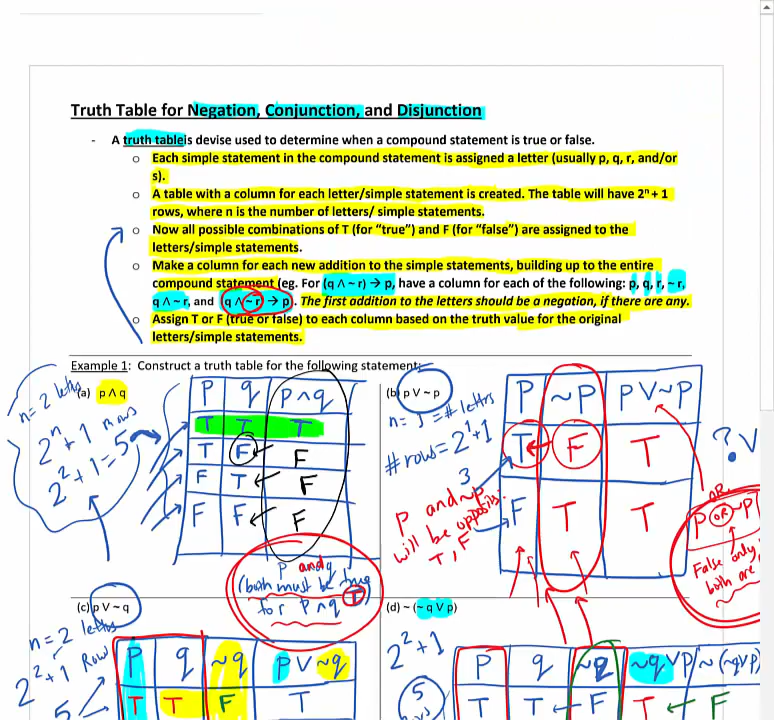 Truth Table for Negation, Conjunction, and Disjunction
- A truth tableis devise used to determine when a compound statement is true or false.
o Each simple statement in the compound statement is assigned a letter (usually p, q, r, and/or
s).
o A table with a column for each letter/simple statement is created. The table will have 2ⁿ + 1
rows, where n is the number of letters/ simple statements.
o Now all possible combinations of T (for “true”) and F (for “false”) are assigned to the
letters/simple statements.
o Make a column for each new addition to the simple statements, building up to the entire
compound statement (eg. For (q ∧ ~ r) → p, have a column for each of the following: p, q, r, ~ r,
q ∧ ~ r, and (q ∧ ~r) → p). The first addition to the letters should be a negation, if there are any.
o Assign T or F (true or false) to each column based on the truth value for the original
letters/simple statements.
Example 1: Construct a truth table for the following statement:
(a) p ∧ q
n = 2 letters
2ⁿ + 1 rows
2² + 1 = 5
P q p ∧ q
T T T
T F F
F T F
F F F
p and q
(both must be true
for p ∧ q T)
(b) p V ~ p
n = 1 = # letters
# row = 2¹ + 1
3
P and ~p
will be opposite
T, F
P ~P P V ~P
T F T
F T T
? V
OR
P OR ~P
False only
both are
(c) p V ~ q
n = 2 letters
2² + 1 Row
5
P q ~q P V ~q
T T F T
(d) ~ (~ q V p)
2² + 1
5
P q ~q ~q V P ~(~q V P)
T T F T F